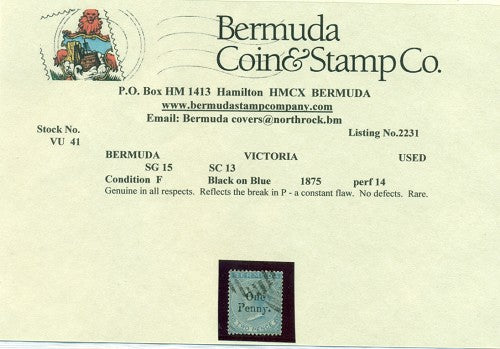 Bermuda
Coin&Stamp Co.
P.O. Box HM 1413 Hamilton HMCX BERMUDA
www.bermudastampcompany.com
Email: Bermuda covers@northrock.bm
Stock No. Listing No.2231
VU 41
BERMUDA VICTORIA USED
SG 15 SC 13
Condition F Black on Blue 1875 perf 14
Genuine in all respects. Reflects the break in P - a constant flaw. No defects. Rare.
One
Penny.
TWO PENCE